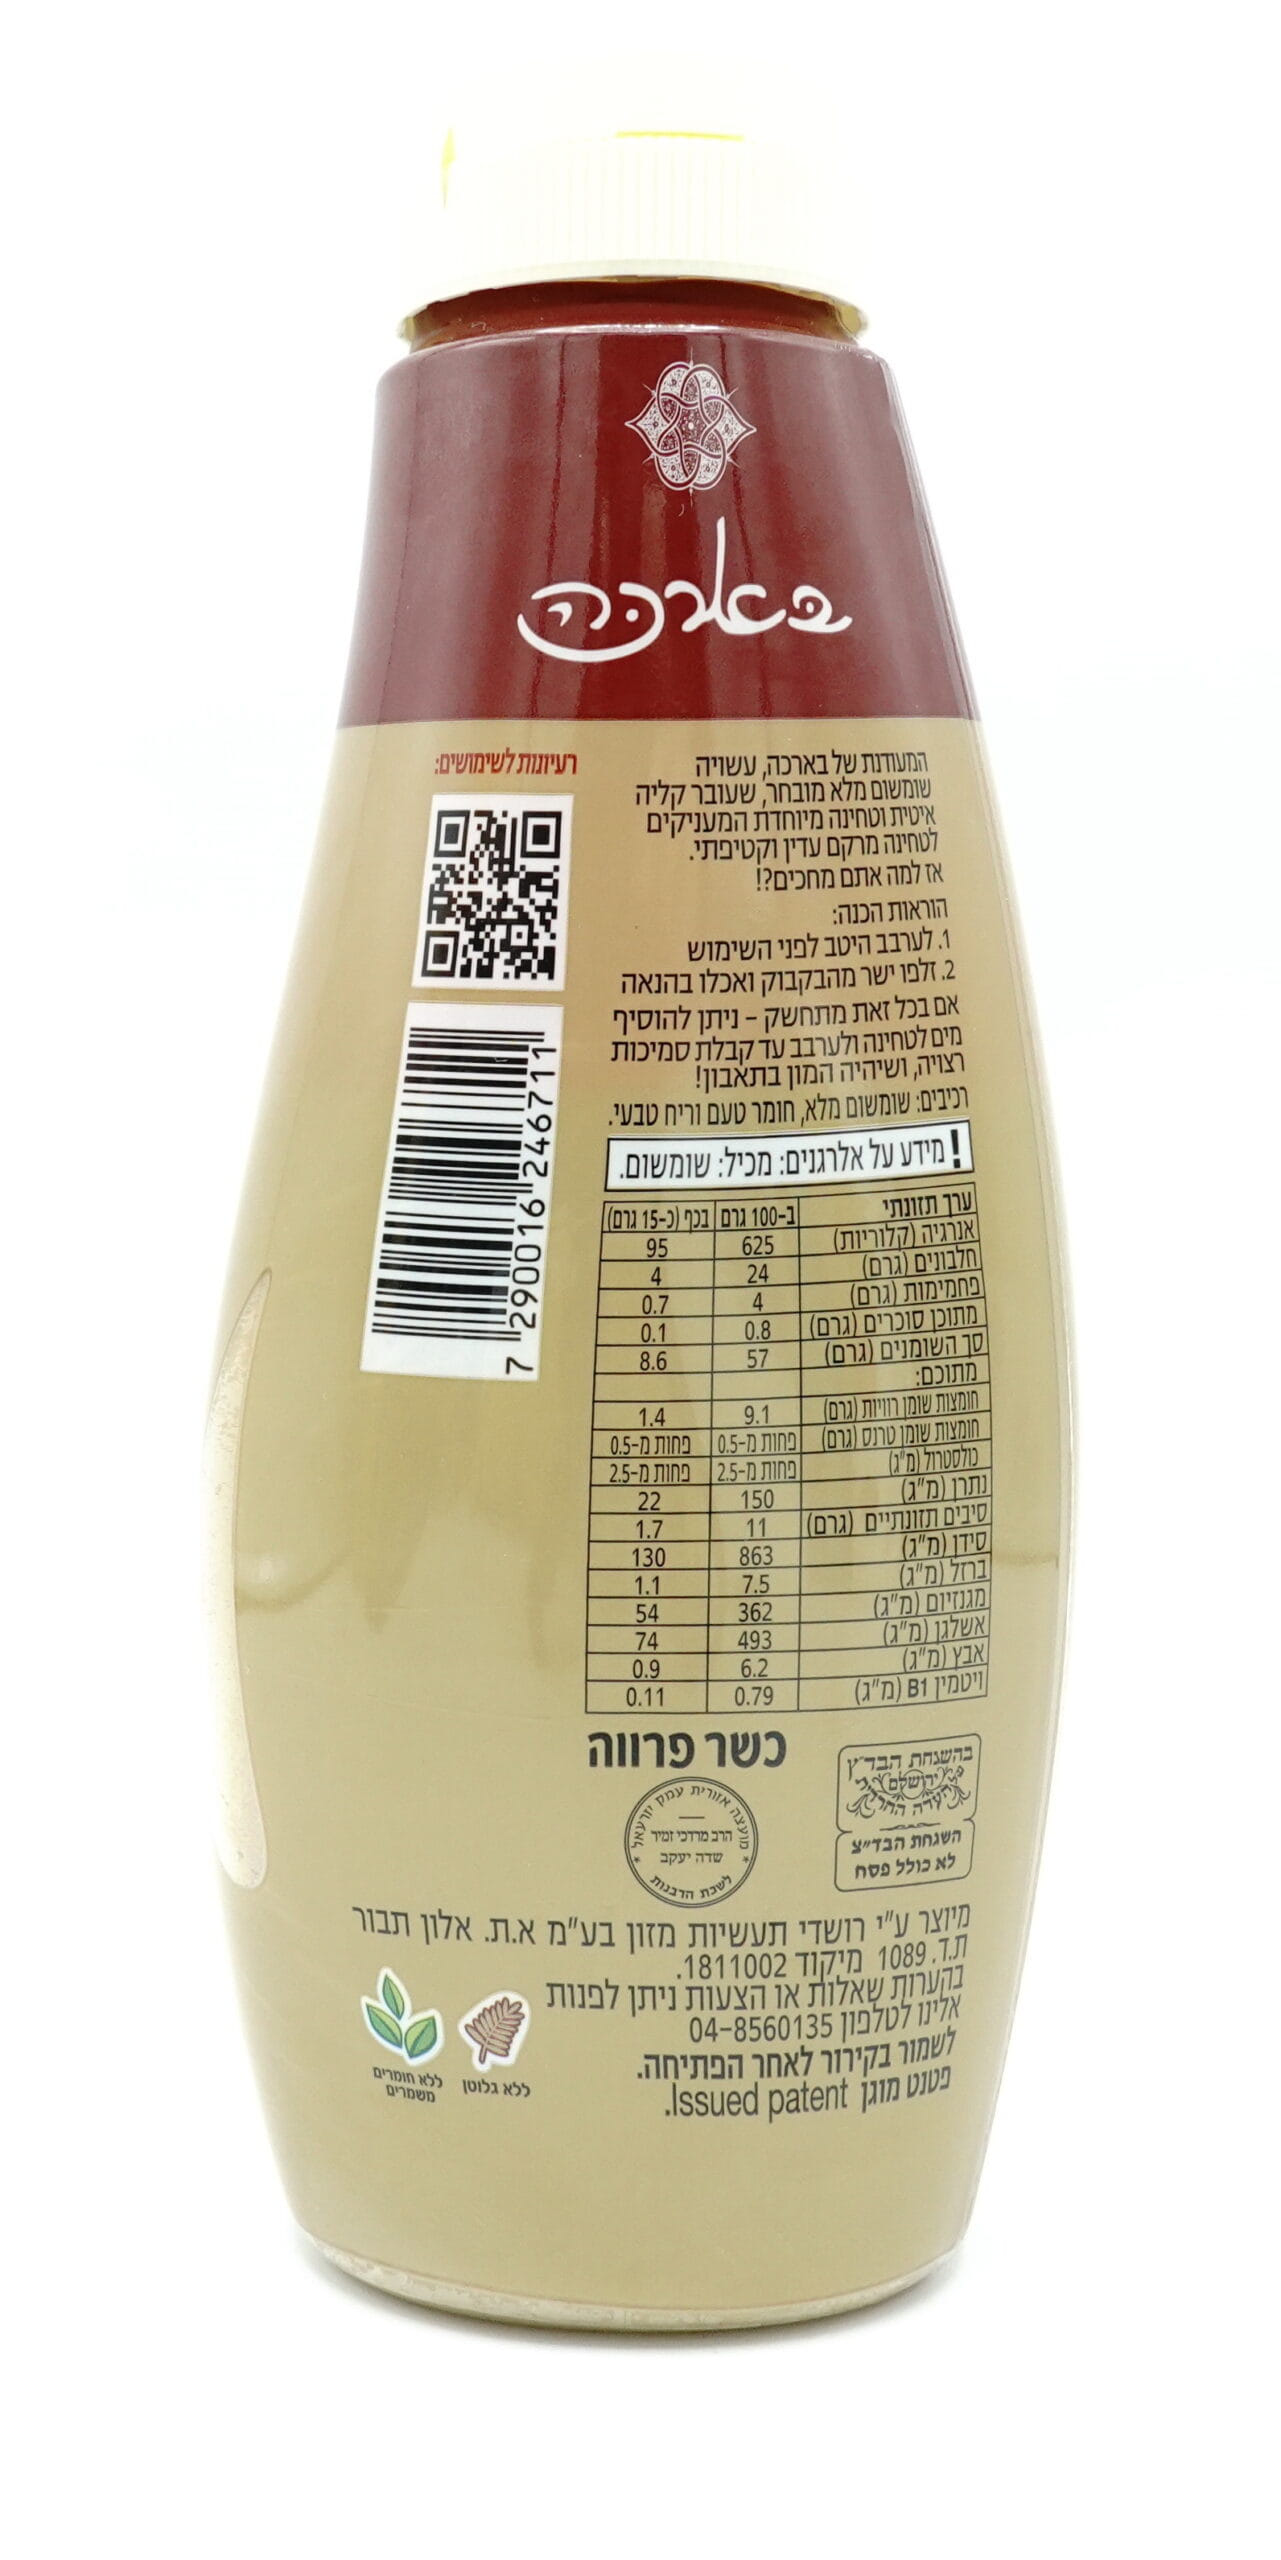 בארכה
המעודנת של בארכה, עשויה
שומשום מלא מובחר, שעובר קליה
איטית וטחינה מיוחדת המעניקים
לטחינה מרקם עדין וקטיפתי.
אז למה אתם מחכים?!
הוראות הכנה:
1. לערבב היטב לפני השימוש
2. זלפו ישר מהבקבוק ואכלו בהנאה
אם בכל זאת מתחשק – ניתן להוסיף
מים לטחינה ולערבב עד קבלת סמיכות
רצויה, ושיהיה המון בתאבון!
רכיבים: שומשום מלא, חומר טעם וריח טבעי.
! מידע על אלרגנים: מכיל: שומשום.
ערך תזונתי ב-100 גרם בכף (כ-15 גרם)
אנרגיה (קלוריות) 625 95
חלבונים (גרם) 24 4
פחמימות (גרם) 4 0.7
מתוכן סוכרים (גרם) 0.8 0.1
סך השומנים (גרם) 57 8.6
מתוכם:
חומצות שומן רוויות (גרם) 9.1 1.4
חומצות שומן טרנס (גרם) פחות מ-0.5 פחות מ-0.5
כולסטרול (מ"ג) פחות מ-2.5 פחות מ-2.5
נתרן (מ"ג) 150 22
סיבים תזונתיים (גרם) 11 1.7
סידן (מ"ג) 863 130
ברזל (מ"ג) 7.5 1.1
מגנזיום (מ"ג) 362 54
אשלגן (מ"ג) 493 74
אבץ (מ"ג) 6.2 0.9
ויטמין B1 (מ"ג) 0.79 0.11
רעיונות לשימושים:
7 290016 246711
כשר פרווה
בהשגחת הבד"ץ
ירושלם
העדה החר
השגחת הבד"צ
לא כולל פסח
מועצה אזורית עמק יזרעאל
הרב מרדכי זמיר
שדה יעקב
לשכת הרבנות
מיוצר ע"י רושדי תעשיות מזון בע"מ א.ת. אלון תבור
ת.ד. 1089 מיקוד 1811002.
בהערות שאלות או הצעות ניתן לפנות
אלינו לטלפון 04-8560135
לשמור בקירור לאחר הפתיחה.
פטנט מוגן Issued patent.
ללא גלוטן
ללא חומרים
משמרים